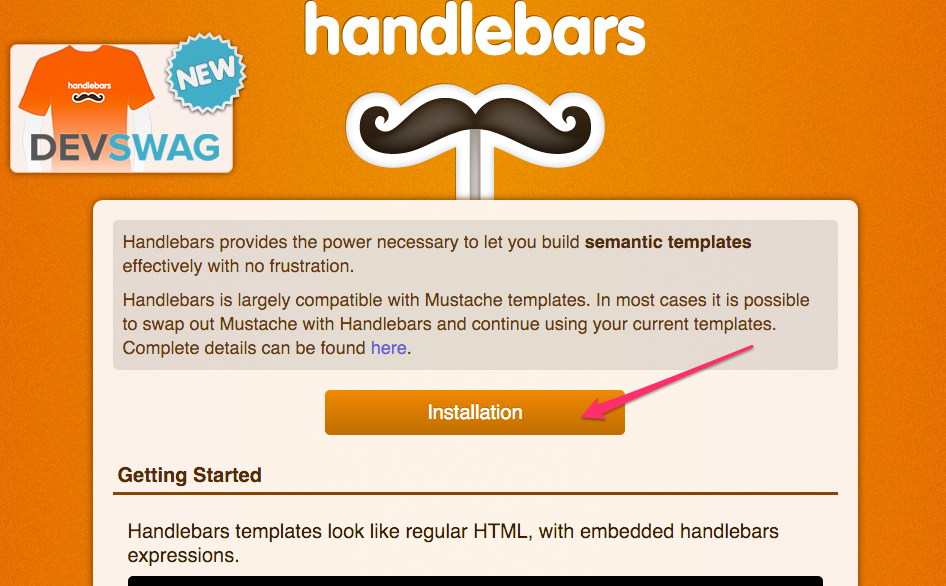 handlebars
handlebars
NEW
DEVSWAG
Handlebars provides the power necessary to let you build semantic templates
effectively with no frustration.
Handlebars is largely compatible with Mustache templates. In most cases it is possible
to swap out Mustache with Handlebars and continue using your current templates.
Complete details can be found here.
Installation
Getting Started
Handlebars templates look like regular HTML, with embedded handlebars
expressions.